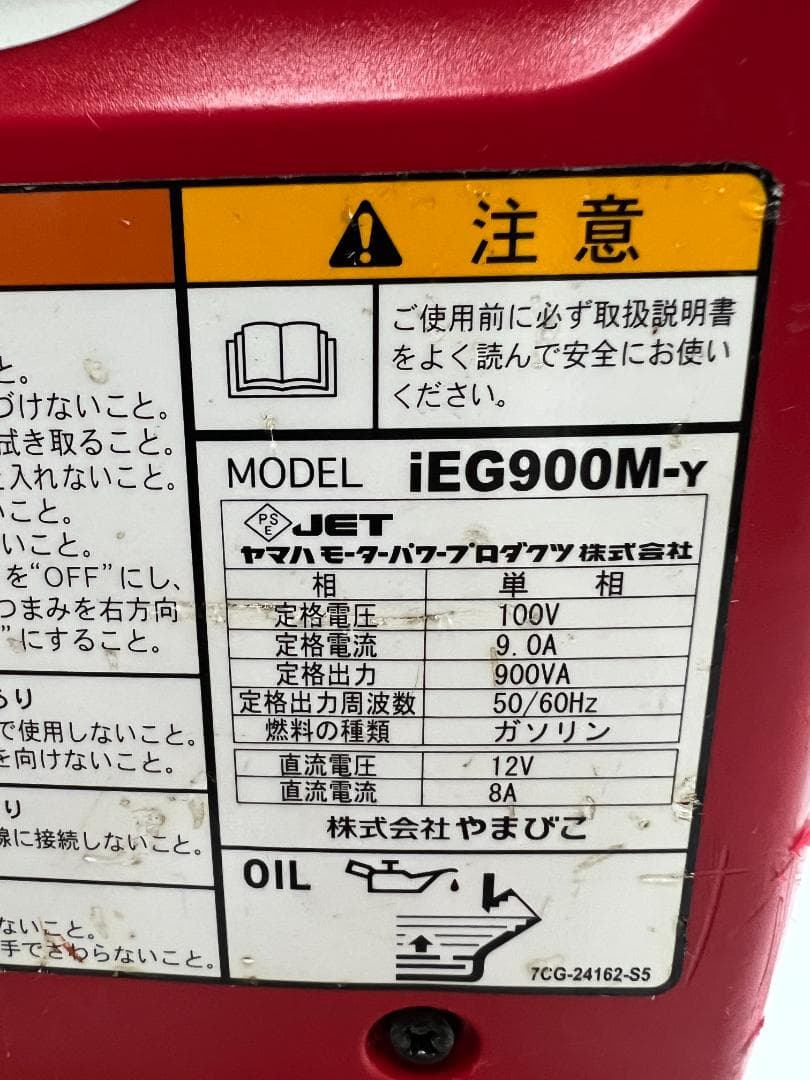 注意
ご使用前に必ず取扱説明書
をよく読んで安全にお使い
ください。
と。
づけないこと。
拭き取ること。
入れないこと。
いこと。
いこと。
を“OFF”にし、
つまみを右方向
”にすること。
あり
で使用しないこと。
を向けないこと。
り
線に接続しないこと。
ないこと。
手でさわらないこと。
MODEL iEG900M-Y
PSE JET
ヤマハモーターパワープロダクツ株式会社
相 単相
定格電圧 100V
定格電流 9.0A
定格出力 900VA
定格出力周波数 50/60Hz
燃料の種類 ガソリン
直流電圧 12V
直流電流 8A
株式会社やまびこ
OIL
7CG-24162-S5